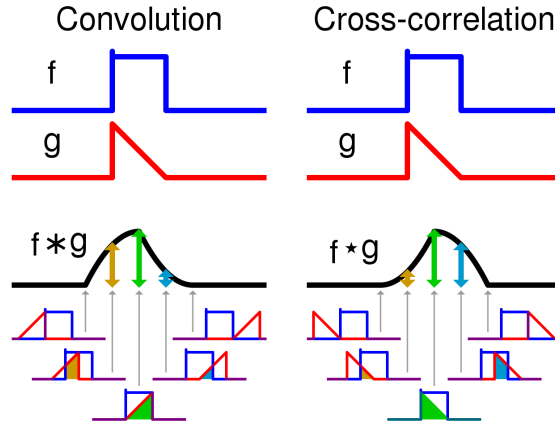 Convolution
f
g
f∗g
Cross-correlation
f
g
f⋆g